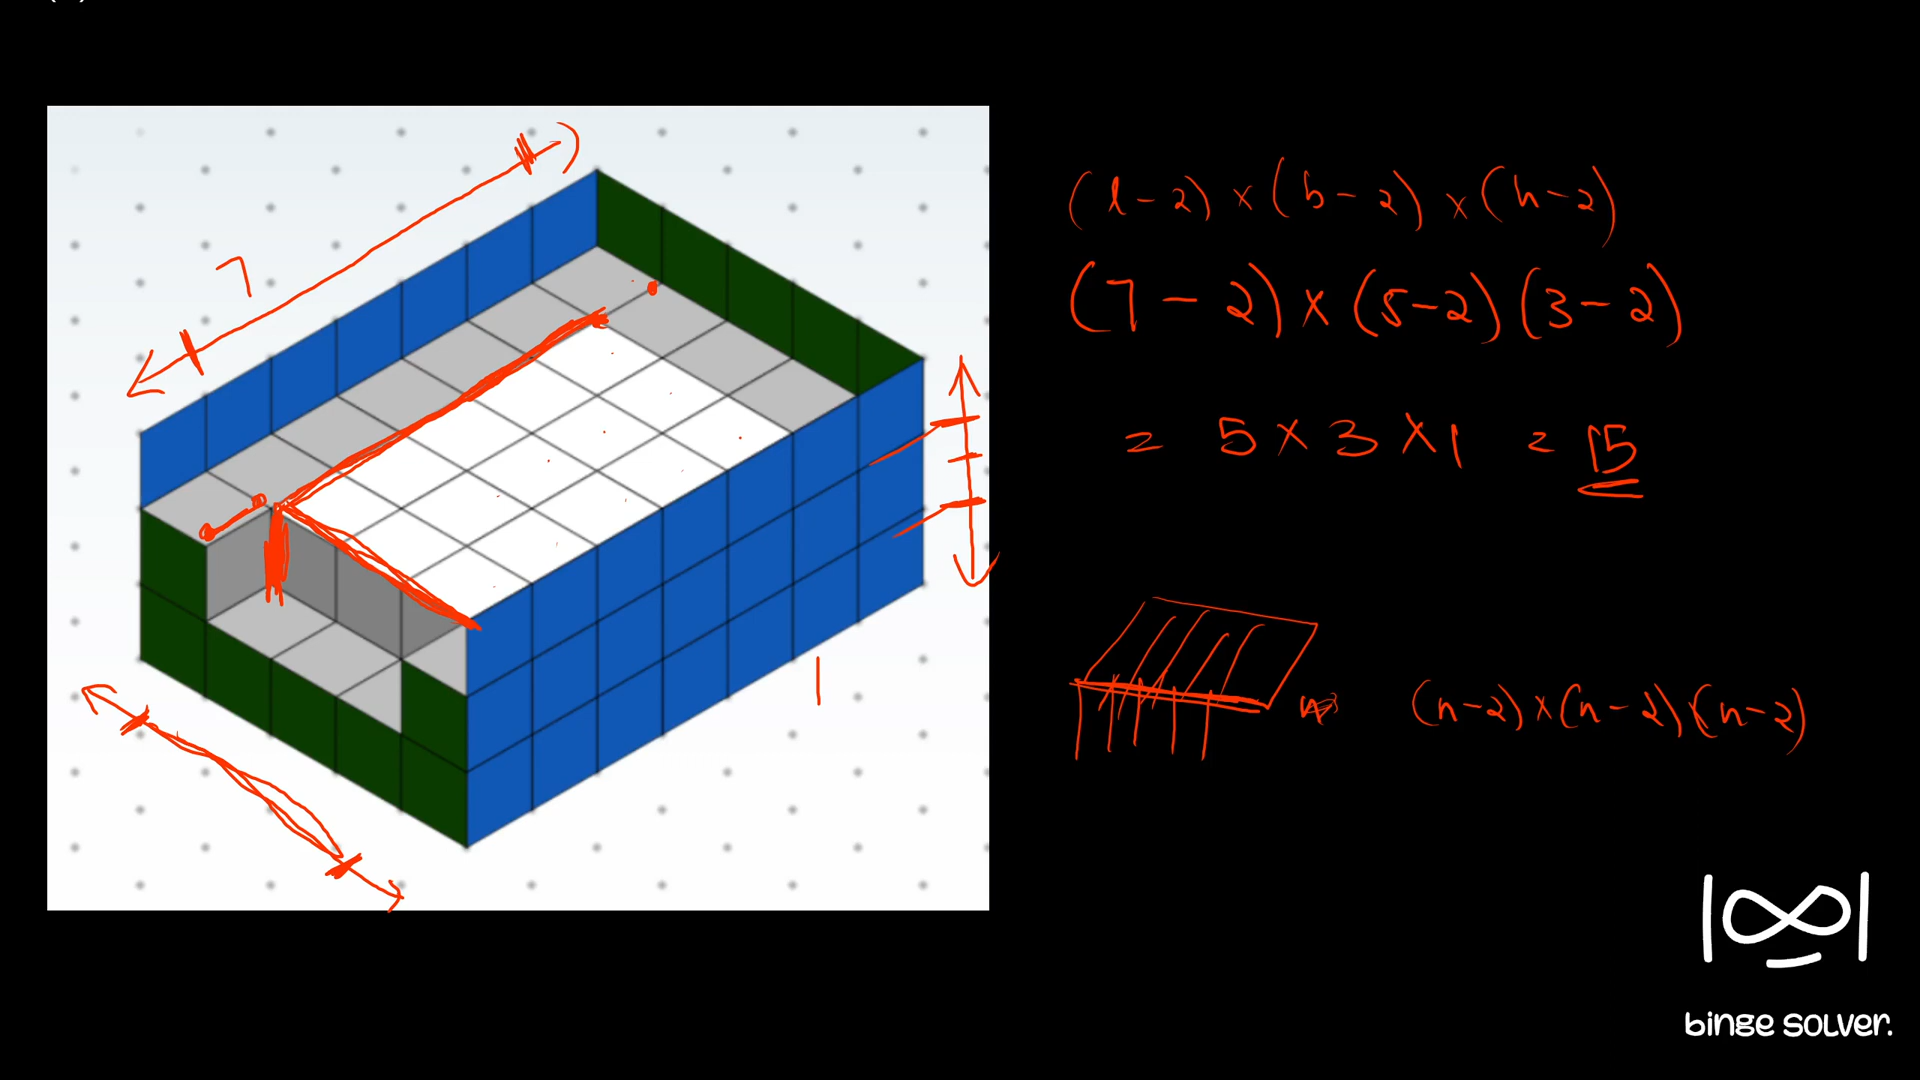 7
(l - 2) × (b - 2) × (h - 2)
(7 - 2) × (5-2) (3-2)
= 5 × 3 × 1 = 15
(n-2)×(n-2)×(n-2)
binge solver.